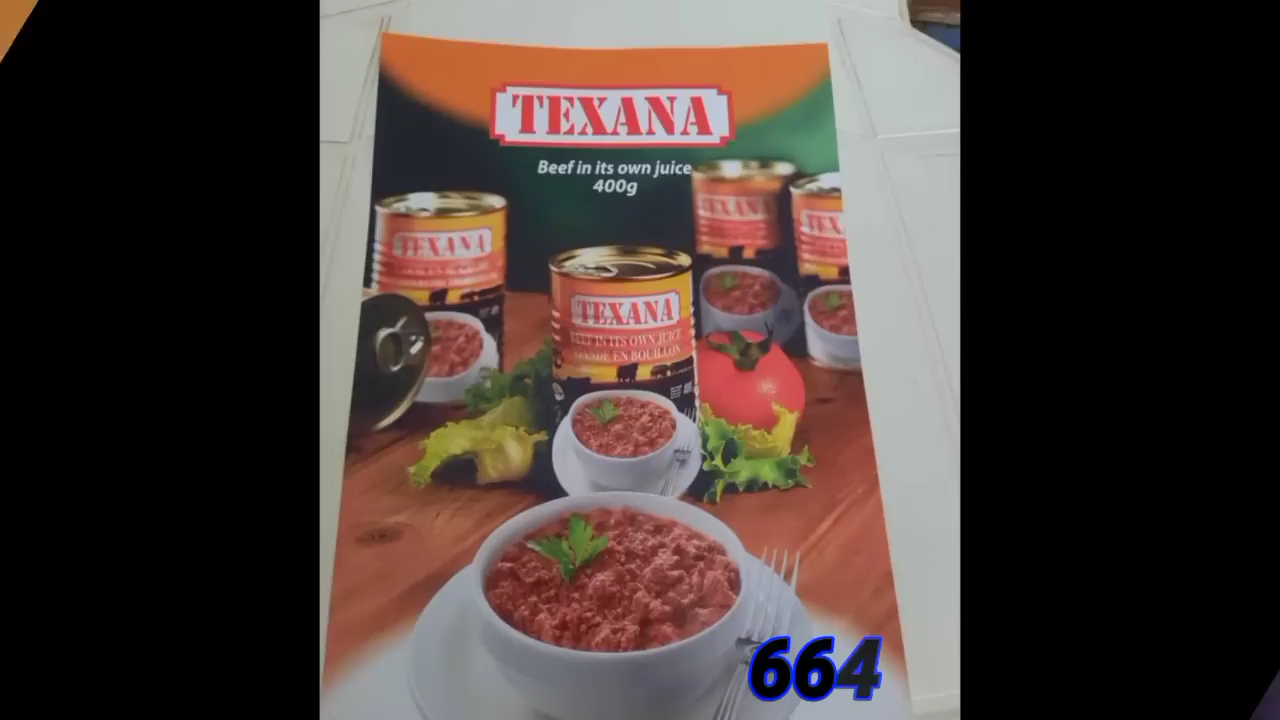 TEXANA
Beef in its own juice
400g
TEXANA
TEXANA
TEXANA
TEX
TEXANA
BEEF IN ITS OWN JUICE
VIANDE EN BOUILLON
664